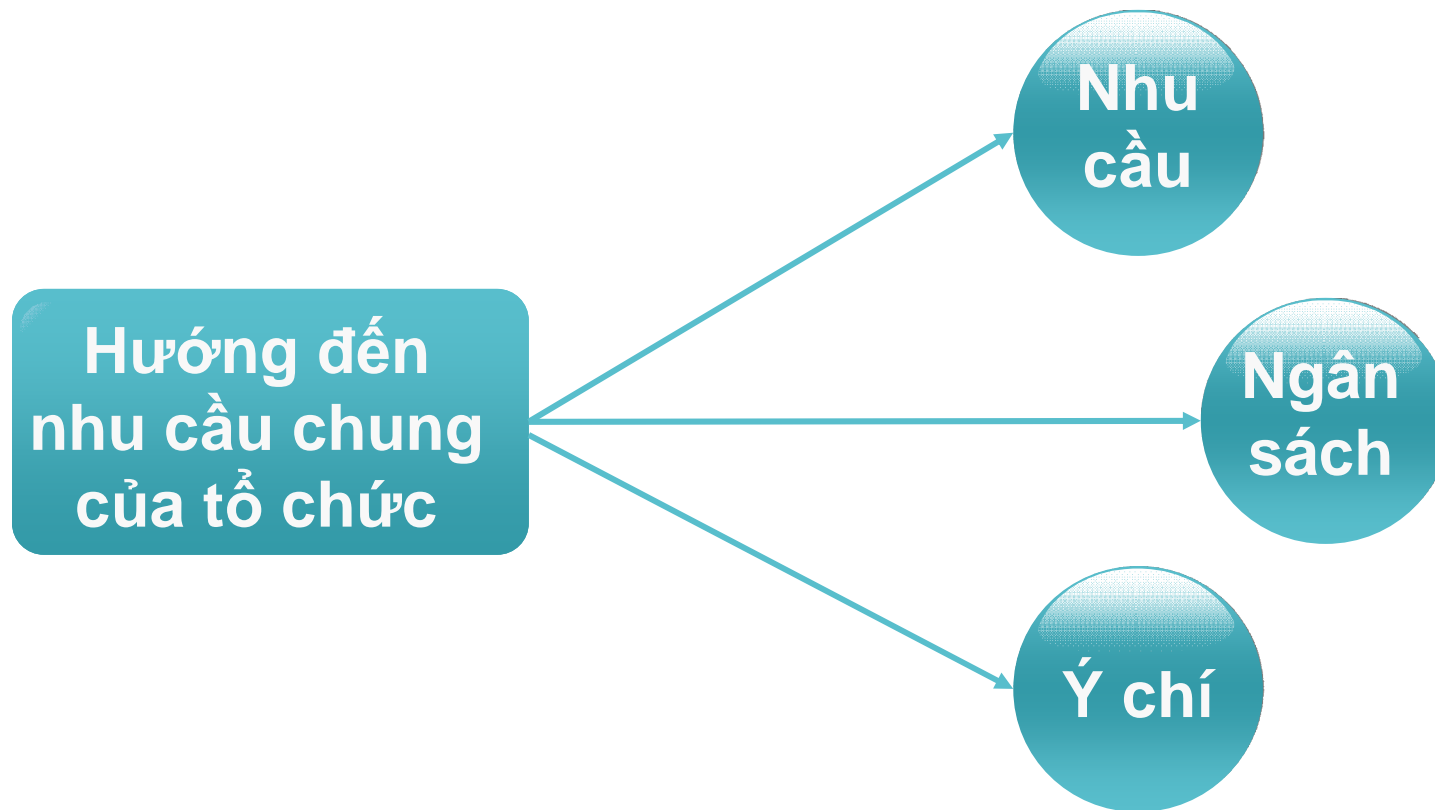 Hướng đến
nhu cầu chung
của tổ chức
Nhu
cầu
Ngân
sách
Ý chí